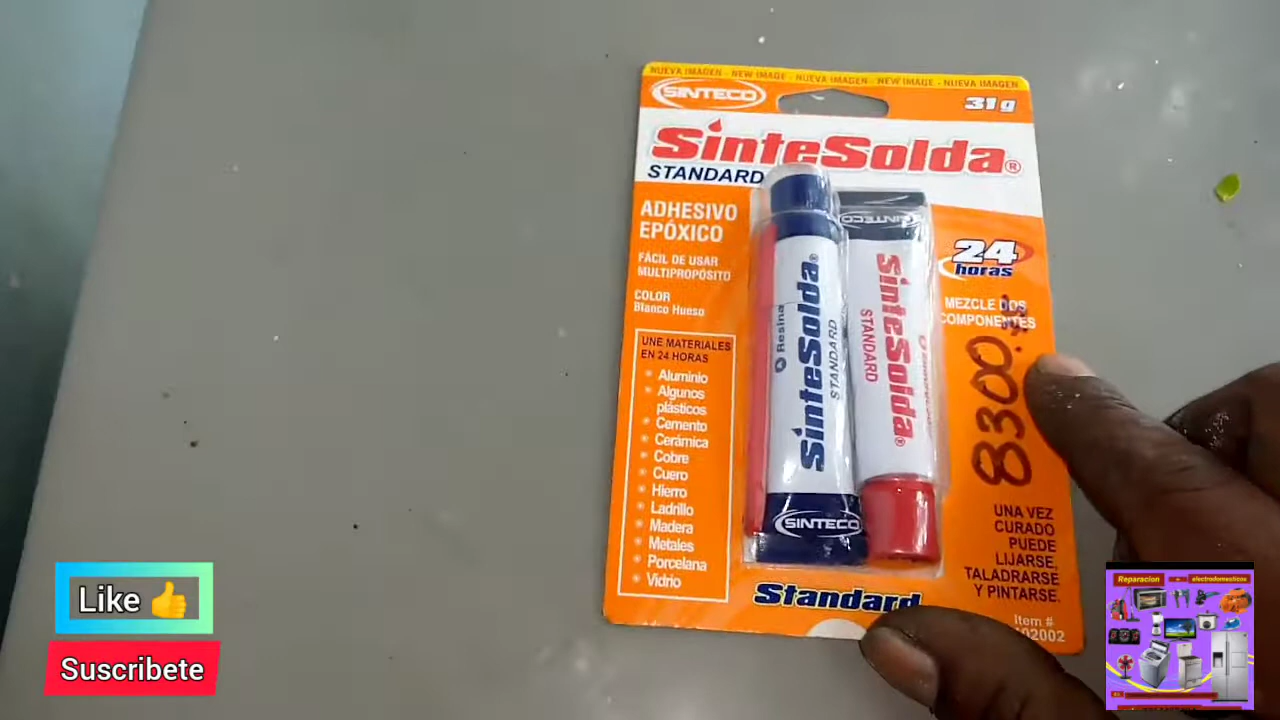 NUEVA IMAGEN - NEW IMAGE - NUEVA IMAGEN - NEW IMAGE - NUEVA IMAGEN
SINTECO
31g
SinteSolda®
STANDARD
ADHESIVO
EPÓXICO
FÁCIL DE USAR
MULTIPROPÓSITO
COLOR
Blanco Hueso
UNE MATERIALES
EN 24 HORAS
Aluminio
Algunos
plásticos
Cemento
Cerámica
Cobre
Cuero
Hierro
Ladrillo
Madera
Metales
Porcelana
Vidrio
Resina
SinteSolda®
STANDARD
SINTECO
SINTECO
SinteSolda®
STANDARD
24
horas
MEZCLE DOS
COMPONENTES
8300
UNA VEZ
CURADO
PUEDE
LIJARSE,
TALADRARSE
Y PINTARSE.
Standard
Item #
Like 👍
Suscribete
Reparacion
electrodomesticos